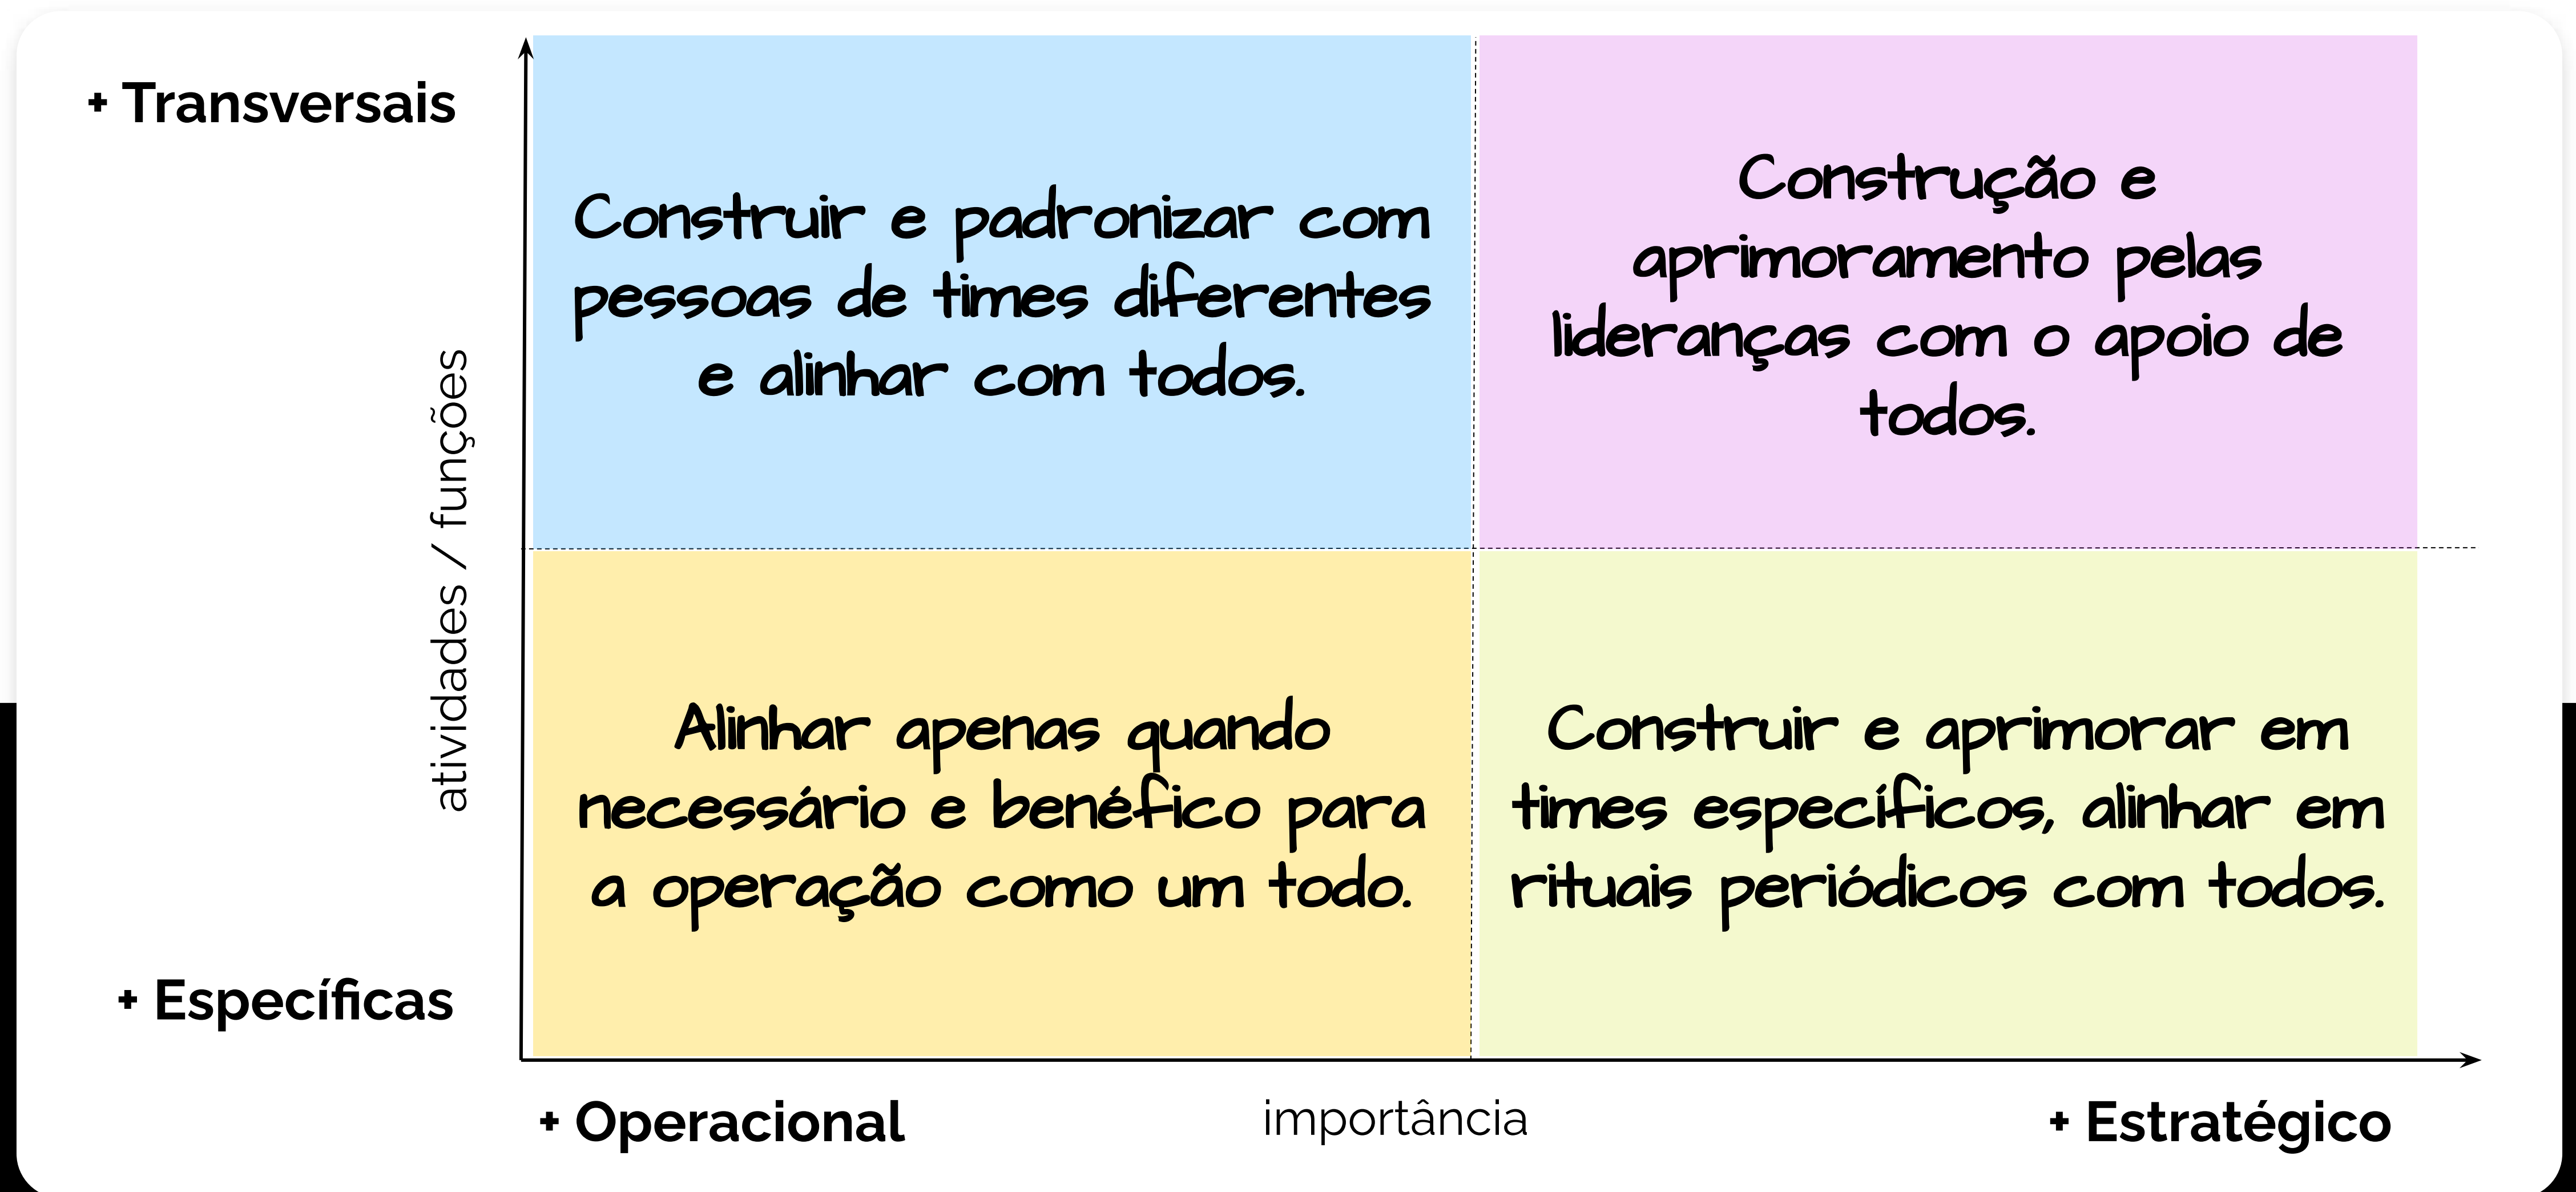 + Transversais
Construir e padronizar com
pessoas de times diferentes
e alinhar com todos.
Construção e
aprimoramento pelas
lideranças com o apoio de
todos.
atividades / funções
Alinhar apenas quando
necessário e benéfico para
a operação como um todo.
Construir e aprimorar em
times específicos, alinhar em
rituais periódicos com todos.
+ Específicas
+ Operacional
importância
+ Estratégico